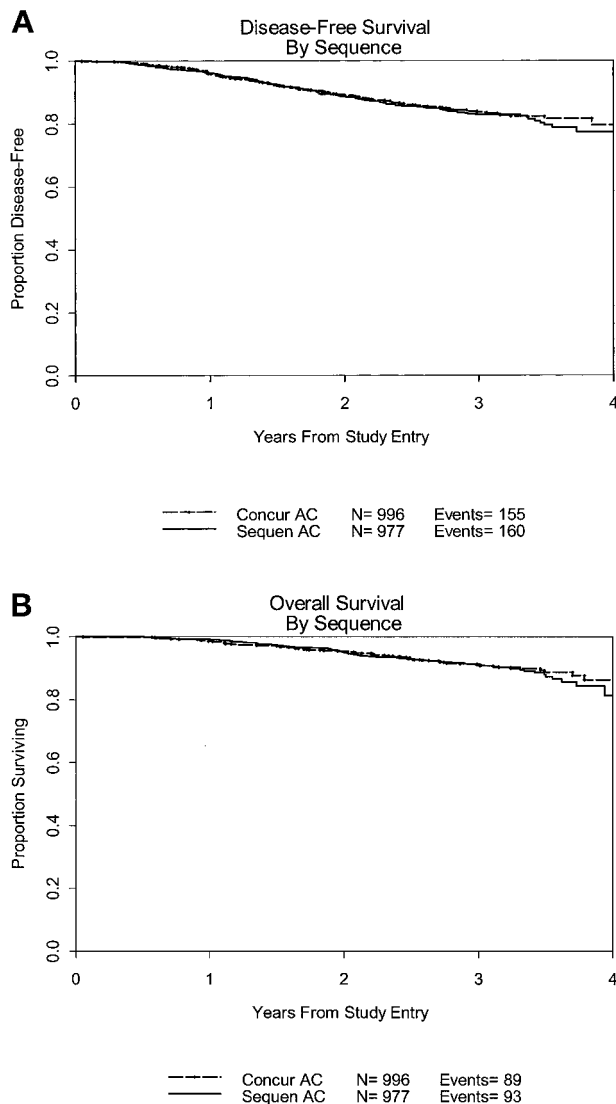 A
Disease-Free Survival
By Sequence
Proportion Disease-Free
1.0
0.8
0.6
0.4
0.2
0.0
0 1 2 3 4
Years From Study Entry
Concur AC N= 996 Events= 155
Sequen AC N= 977 Events= 160
B
Overall Survival
By Sequence
Proportion Surviving
1.0
0.8
0.6
0.4
0.2
0.0
0 1 2 3 4
Years From Study Entry
Concur AC N= 996 Events= 89
Sequen AC N= 977 Events= 93